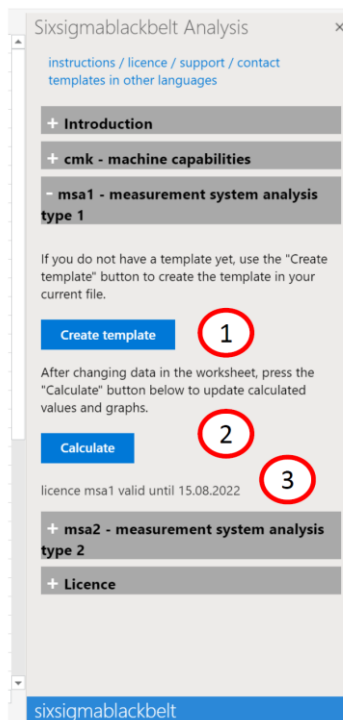 Sixsigmablackbelt Analysis ×
instructions / licence / support / contact
templates in other languages
+ Introduction
+ cmk - machine capabilities
- msa1 - measurement system analysis
type 1
If you do not have a template yet, use the "Create
template" button to create the template in your
current file.
Create template
1
After changing data in the worksheet, press the
"Calculate" button below to update calculated
values and graphs.
2
Calculate
3
licence msa1 valid until 15.08.2022
+ msa2 - measurement system analysis
type 2
+ Licence
sixsigmablackbelt